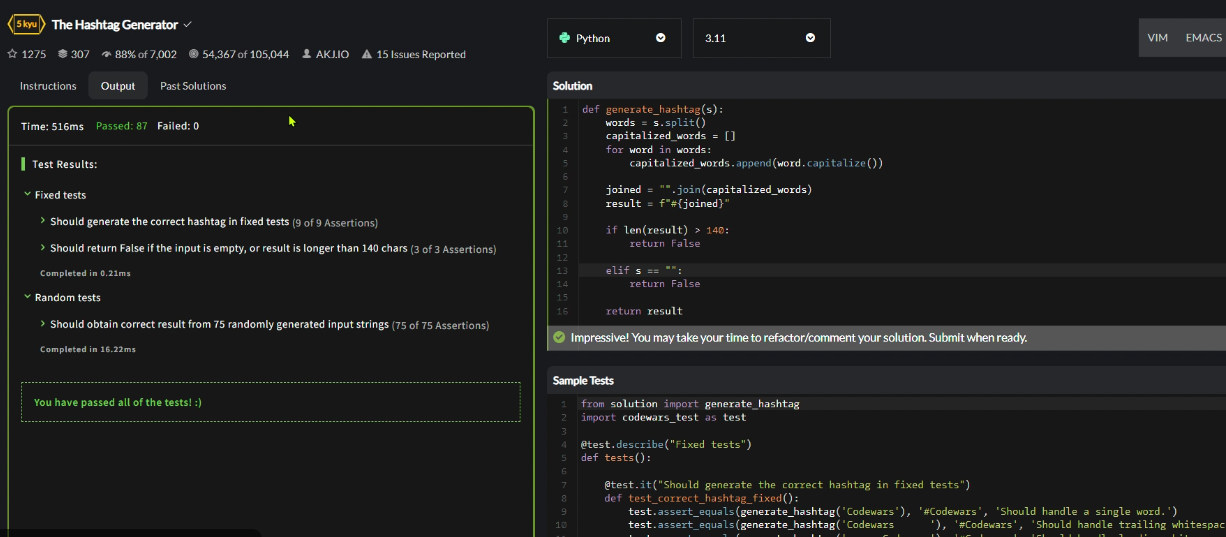 5 kyu The Hashtag Generator
1275 307 88% of 7,002 54,367 of 105,044 AKJ.IO 15 Issues Reported
Instructions Output Past Solutions
Time: 516ms Passed: 87 Failed: 0
Test Results:
Fixed tests
Should generate the correct hashtag in fixed tests (9 of 9 Assertions)
Should return False if the input is empty, or result is longer than 140 chars (3 of 3 Assertions)
Completed in 0.21ms
Random tests
Should obtain correct result from 75 randomly generated input strings (75 of 75 Assertions)
Completed in 16.22ms
You have passed all of the tests! :)
Python 3.11 VIM EMACS
Solution
1 def generate_hashtag(s):
2 words = s.split()
3 capitalized_words = []
4 for word in words:
5 capitalized_words.append(word.capitalize())
6
7 joined = "".join(capitalized_words)
8 result = f"#{joined}"
9
10 if len(result) > 140:
11 return False
12
13 elif s == "":
14 return False
15
16 return result
Impressive! You may take your time to refactor/comment your solution. Submit when ready.
Sample Tests
1 from solution import generate_hashtag
2 import codewars_test as test
3
4 @test.describe("Fixed tests")
5 def tests():
6
7 @test.it("Should generate the correct hashtag in fixed tests")
8 def test_correct_hashtag_fixed():
9 test.assert_equals(generate_hashtag('Codewars'), '#Codewars', 'Should handle a single word.')
10 test.assert_equals(generate_hashtag('Codewars      '), '#Codewars', 'Should handle trailing whitespac